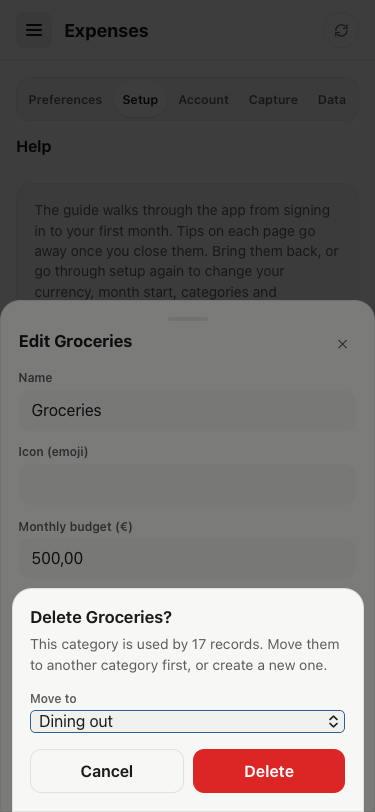 Expenses
Preferences Setup Account Capture Data
Help
The guide walks through the app from signing
in to your first month. Tips on each page go
away once you close them. Bring them back, or
go through setup again to change your
currency, month start, categories and
Edit Groceries
Name
Groceries
Icon (emoji)
Monthly budget (€)
500,00
Delete Groceries?
This category is used by 17 records. Move them
to another category first, or create a new one.
Move to
Dining out
Cancel Delete